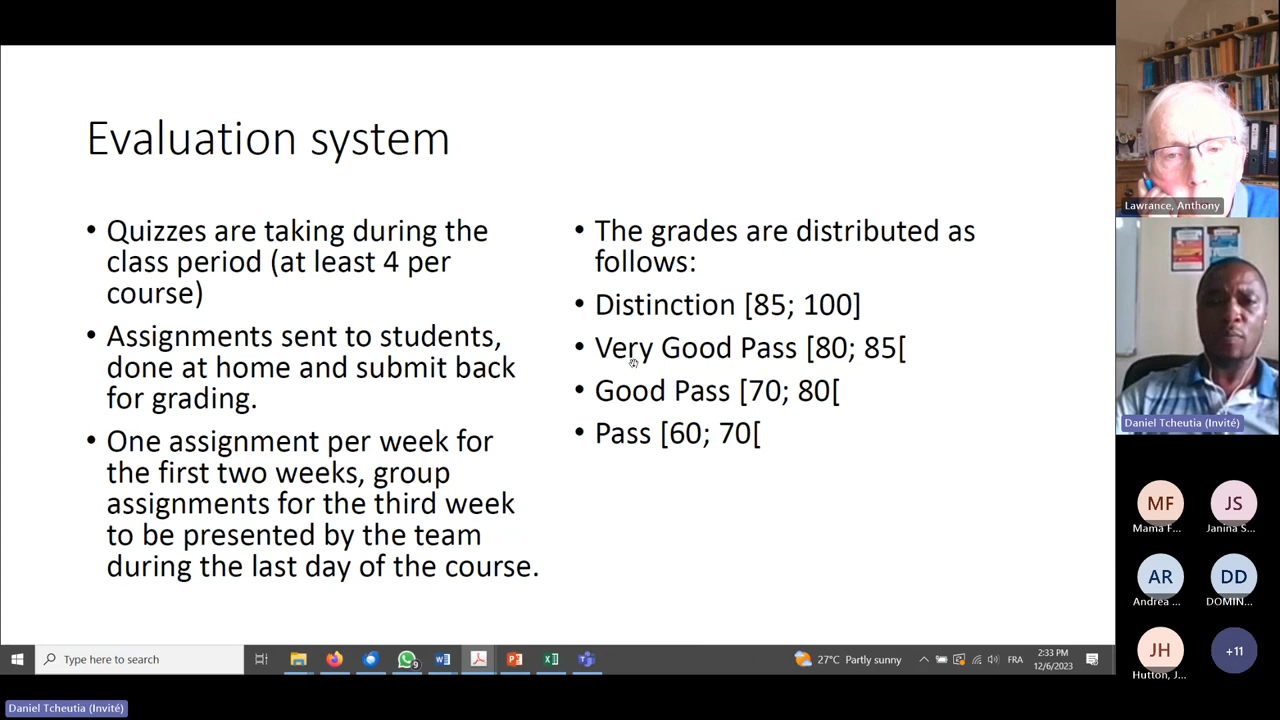 Evaluation system
• Quizzes are taking during the
class period (at least 4 per
course)
• Assignments sent to students,
done at home and submit back
for grading.
• One assignment per week for
the first two weeks, group
assignments for the third week
to be presented by the team
during the last day of the course.
• The grades are distributed as
follows:
• Distinction [85; 100]
• Very Good Pass [80; 85[
• Good Pass [70; 80[
• Pass [60; 70[
Lawrance, Anthony
Daniel Tcheutia (Invité)
MF
Mama F...
JS
Janina S...
AR
Andrea ...
DD
DOMIN...
JH
Hutton, J...
+11
Type here to search
9
27°C Partly sunny
FRA
2:33 PM
12/6/2023
Daniel Tcheutia (Invité)